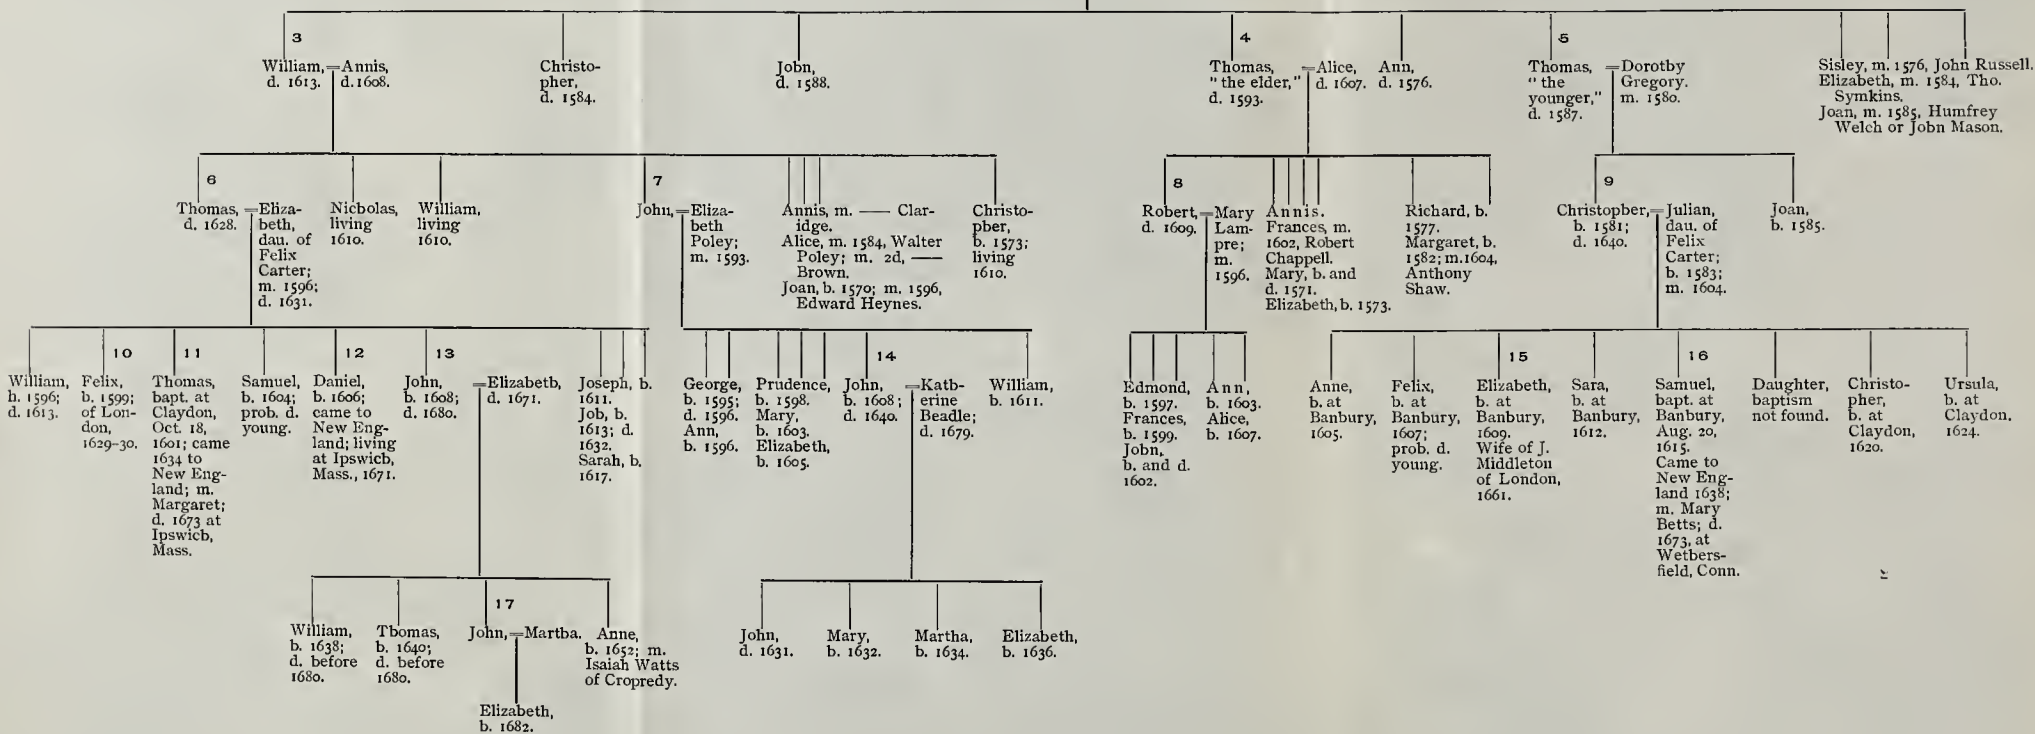 3
William, = Annis,
d. 1613. d. 1608.
Christo-
pher,
d. 1584.
John,
d. 1588.
4
Thomas, = Alice,
"the elder," d. 1607.
d. 1593.
Ann,
d. 1576.
5
Thomas, = Dorothy
"the Gregory.
younger," m. 1580.
d. 1587.
Sisley, m. 1576, John Russell.
Elizabeth, m. 1584, Tho.
Symkins.
Joan, m. 1585, Humfrey
Welch or John Mason.
6
Thomas, = Eliza-
d. 1628. beth,
dau. of
Felix
Carter;
m. 1596;
d. 1631.
Nicholas,
living
1610.
William,
living
1610.
7
John, = Eliza-
beth
Poley;
m. 1593.
Annis, m. —— Clar-
idge.
Alice, m. 1584, Walter
Poley; m. 2d, ——
Brown.
Joan, b. 1570; m. 1596,
Edward Heynes.
Christo-
pher,
b. 1573;
living
1610.
8
Robert, = Mary
d. 1609. Lam-
pre;
m.
1596.
Annis.
Frances, m.
1602, Robert
Chappell.
Mary, b. and
d. 1571.
Elizabeth, b. 1573.
Richard, b.
1577.
Margaret, b.
1582; m. 1604,
Anthony
Shaw.
9
Christopher, = Julian,
b. 1581; dau. of
d. 1640. Felix
Carter;
b. 1583;
m. 1604.
Joan,
b. 1585.
William,
b. 1596;
d. 1613.
10
Felix,
b. 1599;
of Lon-
don,
1629-30.
11
Thomas,
bapt. at
Claydon,
Oct. 18,
1601; came
1634 to
New Eng-
land; m.
Margaret;
d. 1673 at
Ipswich,
Mass.
Samuel,
b. 1604;
prob. d.
young.
12
Daniel,
b. 1606;
came to
New Eng-
land; living
at Ipswich,
Mass., 1671.
13
John, = Elizabeth,
b. 1608; d. 1671.
d. 1680.
Joseph, b.
1611.
Job, b.
1613; d.
1632.
Sarah, b.
1617.
George,
b. 1595;
d. 1596.
Ann,
b. 1596.
Prudence,
b. 1598.
Mary,
b. 1603.
Elizabeth,
b. 1605.
14
John, = Kath-
b. 1608; erine
d. 1640. Beadle;
d. 1679.
William,
b. 1611.
Edmond,
b. 1597.
Frances,
b. 1599.
John,
b. and d.
1602.
Ann,
b. 1603.
Alice,
b. 1607.
Anne,
b. at
Banbury,
1605.
Felix,
b. at
Banbury,
1607;
prob. d.
young.
15
Elizabeth,
b. at
Banbury,
1609.
Wife of J.
Middleton
of London,
1661.
Sara,
b. at
Banbury,
1612.
16
Samuel,
bapt. at
Banbury,
Aug. 20,
1615.
Came to
New Eng-
land 1638;
m. Mary
Betts; d.
1673, at
Wethers-
field, Conn.
Daughter,
baptism
not found.
Christo-
pher,
b. at
Claydon,
1620.
Ursula,
b. at
Claydon,
1624.
William,
b. 1638;
d. before
1680.
Thomas,
b. 1640;
d. before
1680.
17
John, = Martha.
Anne,
b. 1652; m.
Isaiah Watts
of Cropredy.
John,
d. 1631.
Mary,
b. 1632.
Martha,
b. 1634.
Elizabeth,
b. 1636.
Elizabeth,
b. 1682.